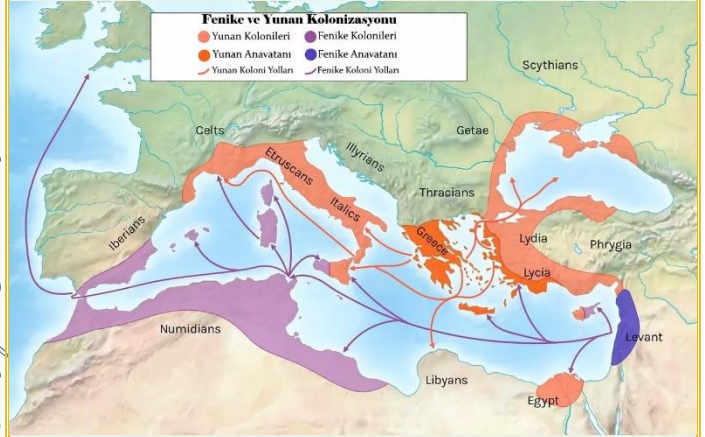 Fenike ve Yunan Kolonizasyonu
Yunan Kolonileri
Fenike Kolonileri
Yunan Anavatanı
Fenike Anavatanı
Yunan Koloni Yolları
Fenike Koloni Yolları
Scythians
Celts
Getae
Illyrians
Etruscans
Thracians
Italics
Iberians
Greece
Lydia
Phrygia
Lycia
Numidians
Levant
Libyans
Egypt